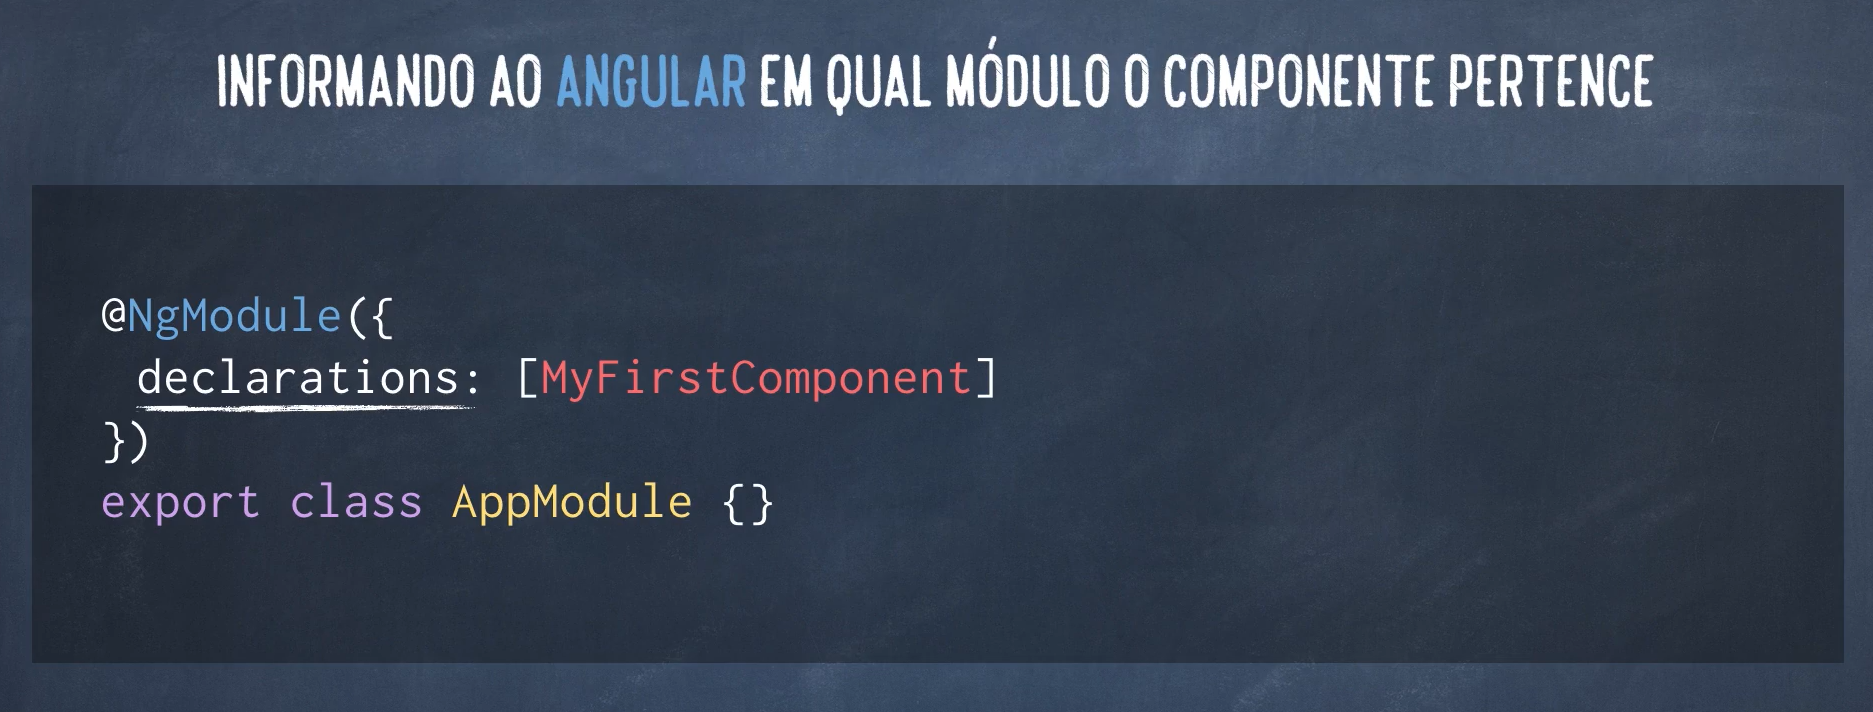 INFORMANDO AO ANGULAR EM QUAL MÓDULO O COMPONENTE PERTENCE
@NgModule({
declarations: [MyFirstComponent]
})
export class AppModule {}